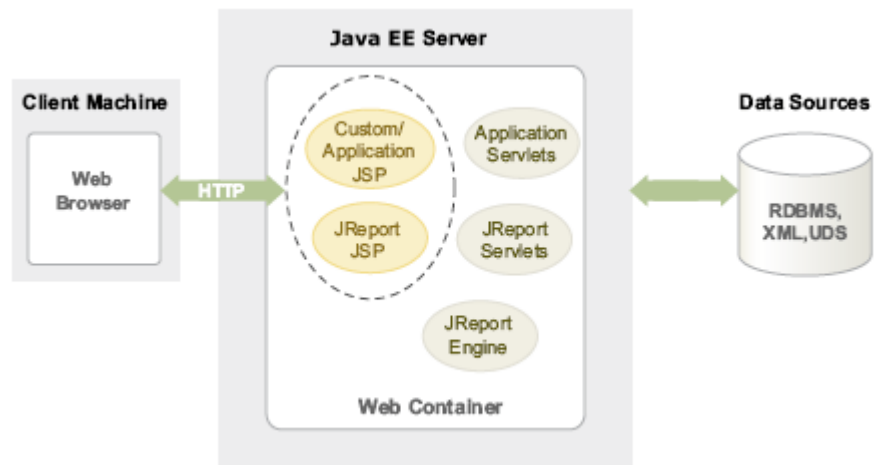 Java EE Server
Client Machine
Data Sources
Custom/
Application
JSP
Application
Servlets
Web
Browser
HTTP
RDBMS,
XML,UDS
JReport
JSP
JReport
Servlets
JReport
Engine
Web Container